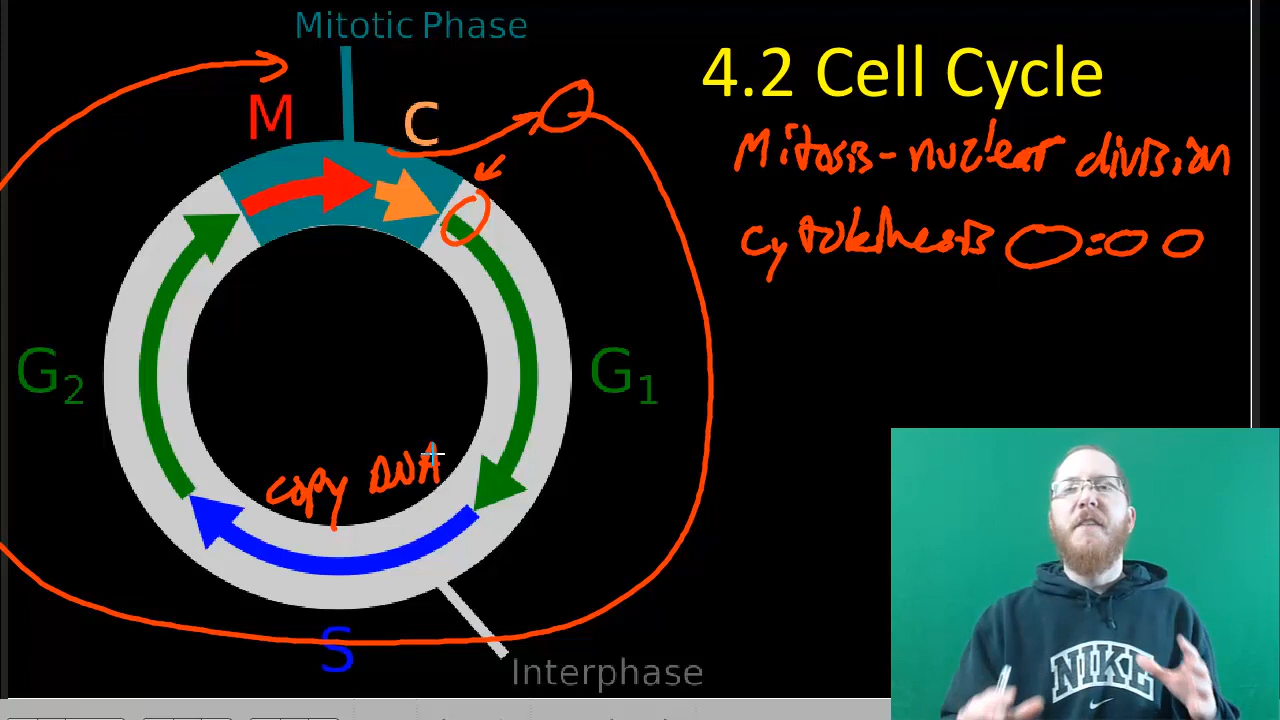 Mitotic Phase
4.2 Cell Cycle
M
C
Mitosis - nuclear division
Cytokinesis O = O O
G2
G1
copy DNA
S
Interphase
NIKE